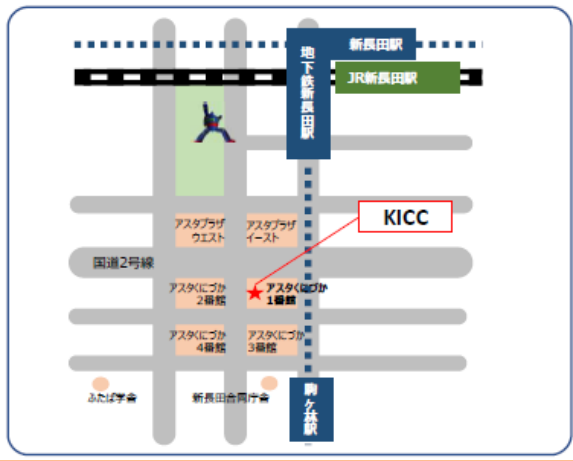 新長田駅
地下鉄新長田駅
JR新長田駅
アスタプラザ
ウエスト
アスタプラザ
イースト
KICC
国道2号線
アスタくにづか
2番館
アスタくにづか
1番館
アスタくにづか
4番館
アスタくにづか
3番館
ふたば学舎
新長田合同庁舎
駒ヶ林駅